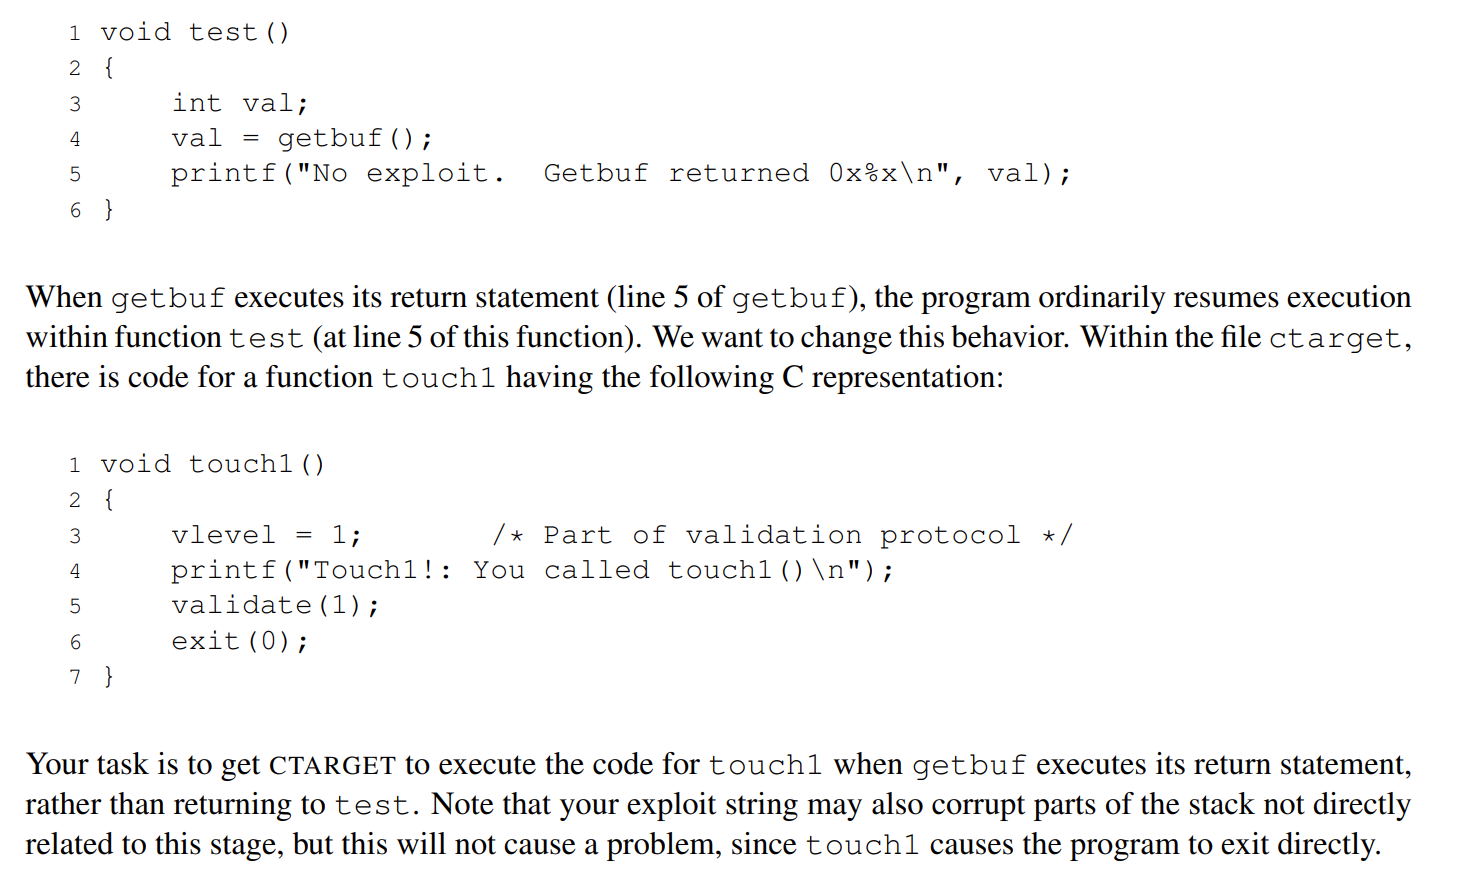 1 void test()
2 {
3     int val;
4     val = getbuf();
5     printf("No exploit.  Getbuf returned 0x%x\n", val);
6 }
When getbuf executes its return statement (line 5 of getbuf), the program ordinarily resumes execution
within function test (at line 5 of this function). We want to change this behavior. Within the file ctarget,
there is code for a function touch1 having the following C representation:
1 void touch1()
2 {
3     vlevel = 1;       /* Part of validation protocol */
4     printf("Touch1!: You called touch1()\n");
5     validate(1);
6     exit(0);
7 }
Your task is to get CTARGET to execute the code for touch1 when getbuf executes its return statement,
rather than returning to test. Note that your exploit string may also corrupt parts of the stack not directly
related to this stage, but this will not cause a problem, since touch1 causes the program to exit directly.